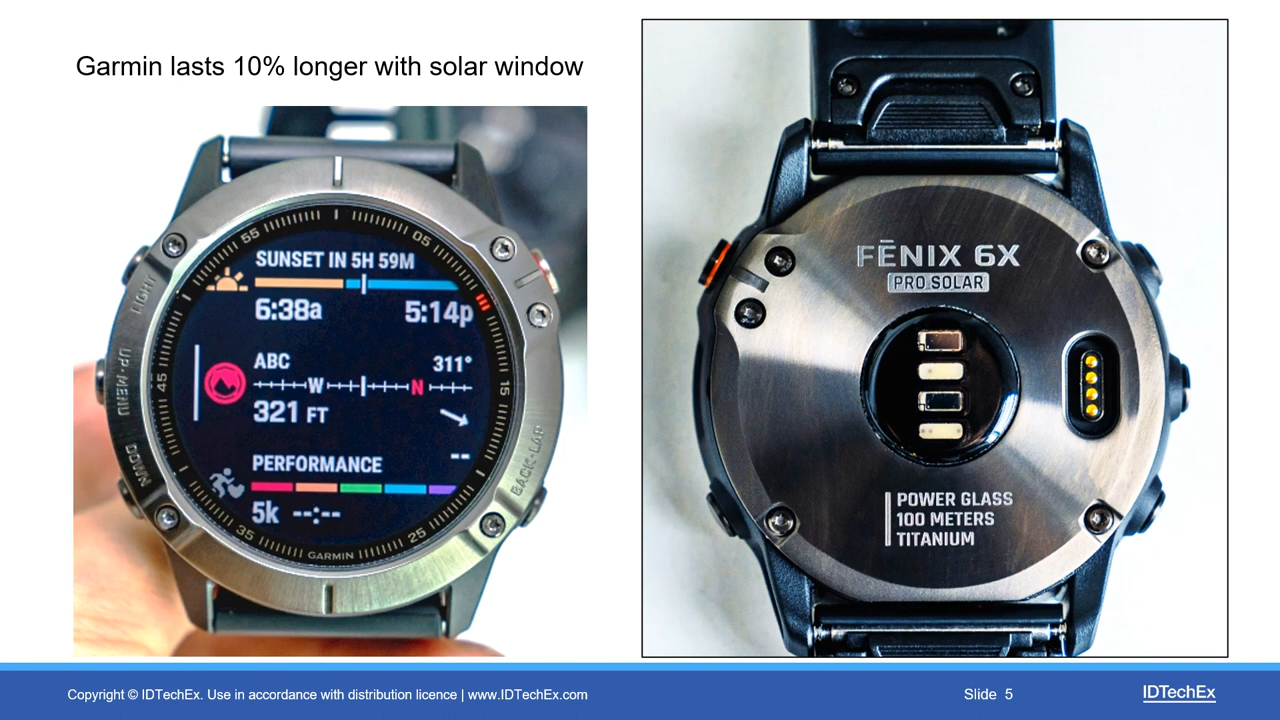 Garmin lasts 10% longer with solar window
55
05
SUNSET IN 5H 59M
6:38a
5:14p
LIGHT
ABC
311°
W
N
321 FT
UP·MENU
45
15
PERFORMANCE
--
5k --:--
DOWN
BACK·LAP
35
GARMIN
25
FĒNIX 6X
PRO SOLAR
POWER GLASS
100 METERS
TITANIUM
Copyright © IDTechEx. Use in accordance with distribution licence | www.IDTechEx.com
Slide 5
IDTechEx